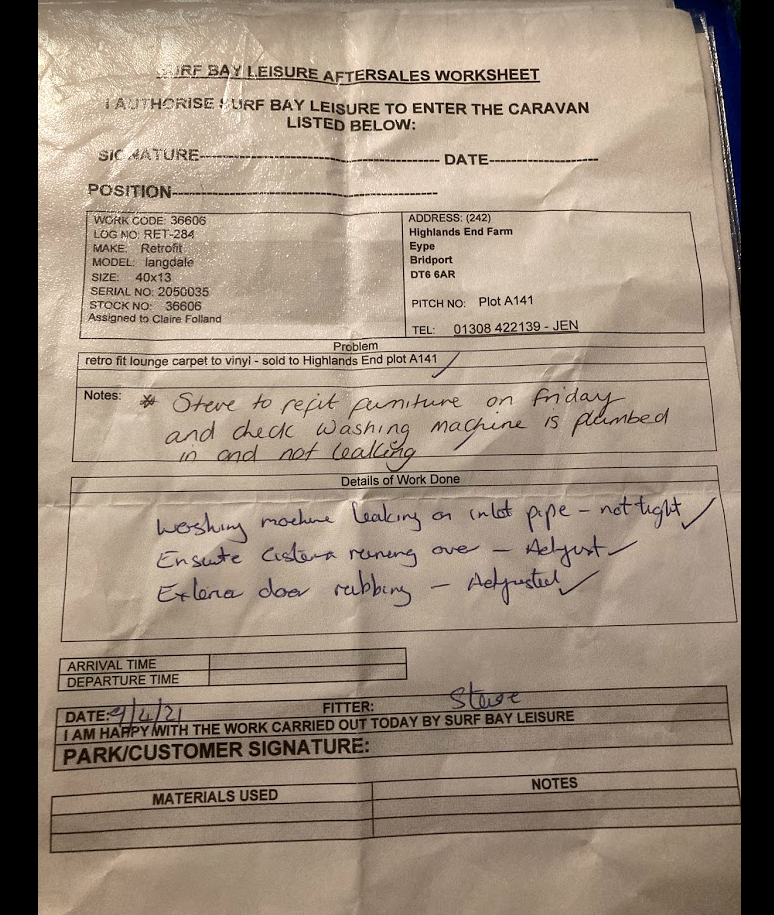 SURF BAY LEISURE AFTERSALES WORKSHEET
I AUTHORISE SURF BAY LEISURE TO ENTER THE CARAVAN
LISTED BELOW:
SIGNATURE------------------------------------------------ DATE---------------------
POSITION-----------------------------------------------------
WORK CODE: 36606
LOG NO: RET-284
MAKE: Retrofit
MODEL: langdale
SIZE: 40x13
SERIAL NO: 2050035
STOCK NO: 36606
Assigned to Claire Folland
ADDRESS: (242)
Highlands End Farm
Eype
Bridport
DT6 6AR
PITCH NO: Plot A141
TEL: 01308 422139 - JEN
Problem
retro fit lounge carpet to vinyl - sold to Highlands End plot A141 ✓
Notes: * Steve to refit furniture on Friday
and check washing machine is plumbed
in and not leaking
Details of Work Done
Washing machine leaking on inlet pipe - not tight ✓
Ensuite cistern running over - Adjust ✓
External door rubbing - Adjusted ✓
ARRIVAL TIME
DEPARTURE TIME
DATE: 9/4/21 FITTER: Steve
I AM HAPPY WITH THE WORK CARRIED OUT TODAY BY SURF BAY LEISURE
PARK/CUSTOMER SIGNATURE:
MATERIALS USED NOTES